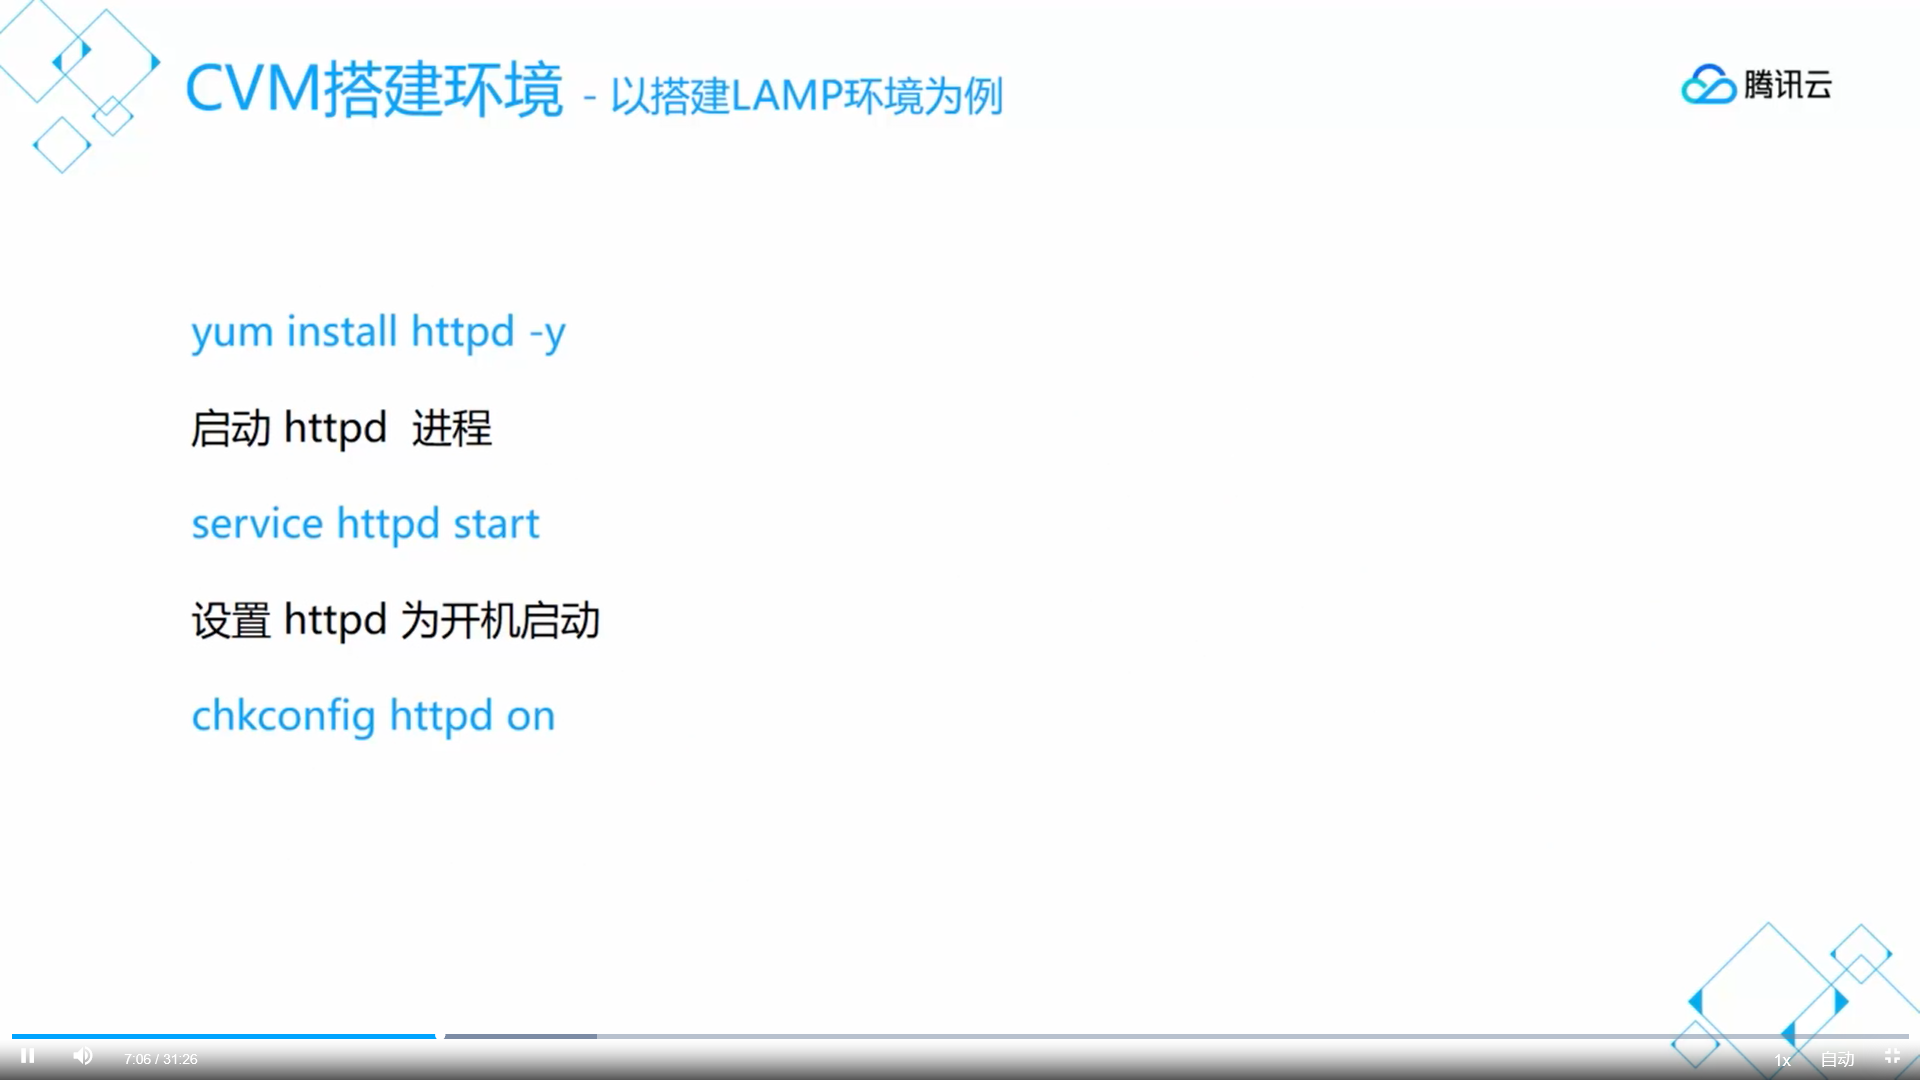 CVM搭建环境 - 以搭建LAMP环境为例
腾讯云
yum install httpd -y
启动 httpd 进程
service httpd start
设置 httpd 为开机启动
chkconfig httpd on
7:06 / 31:26
1x
自动